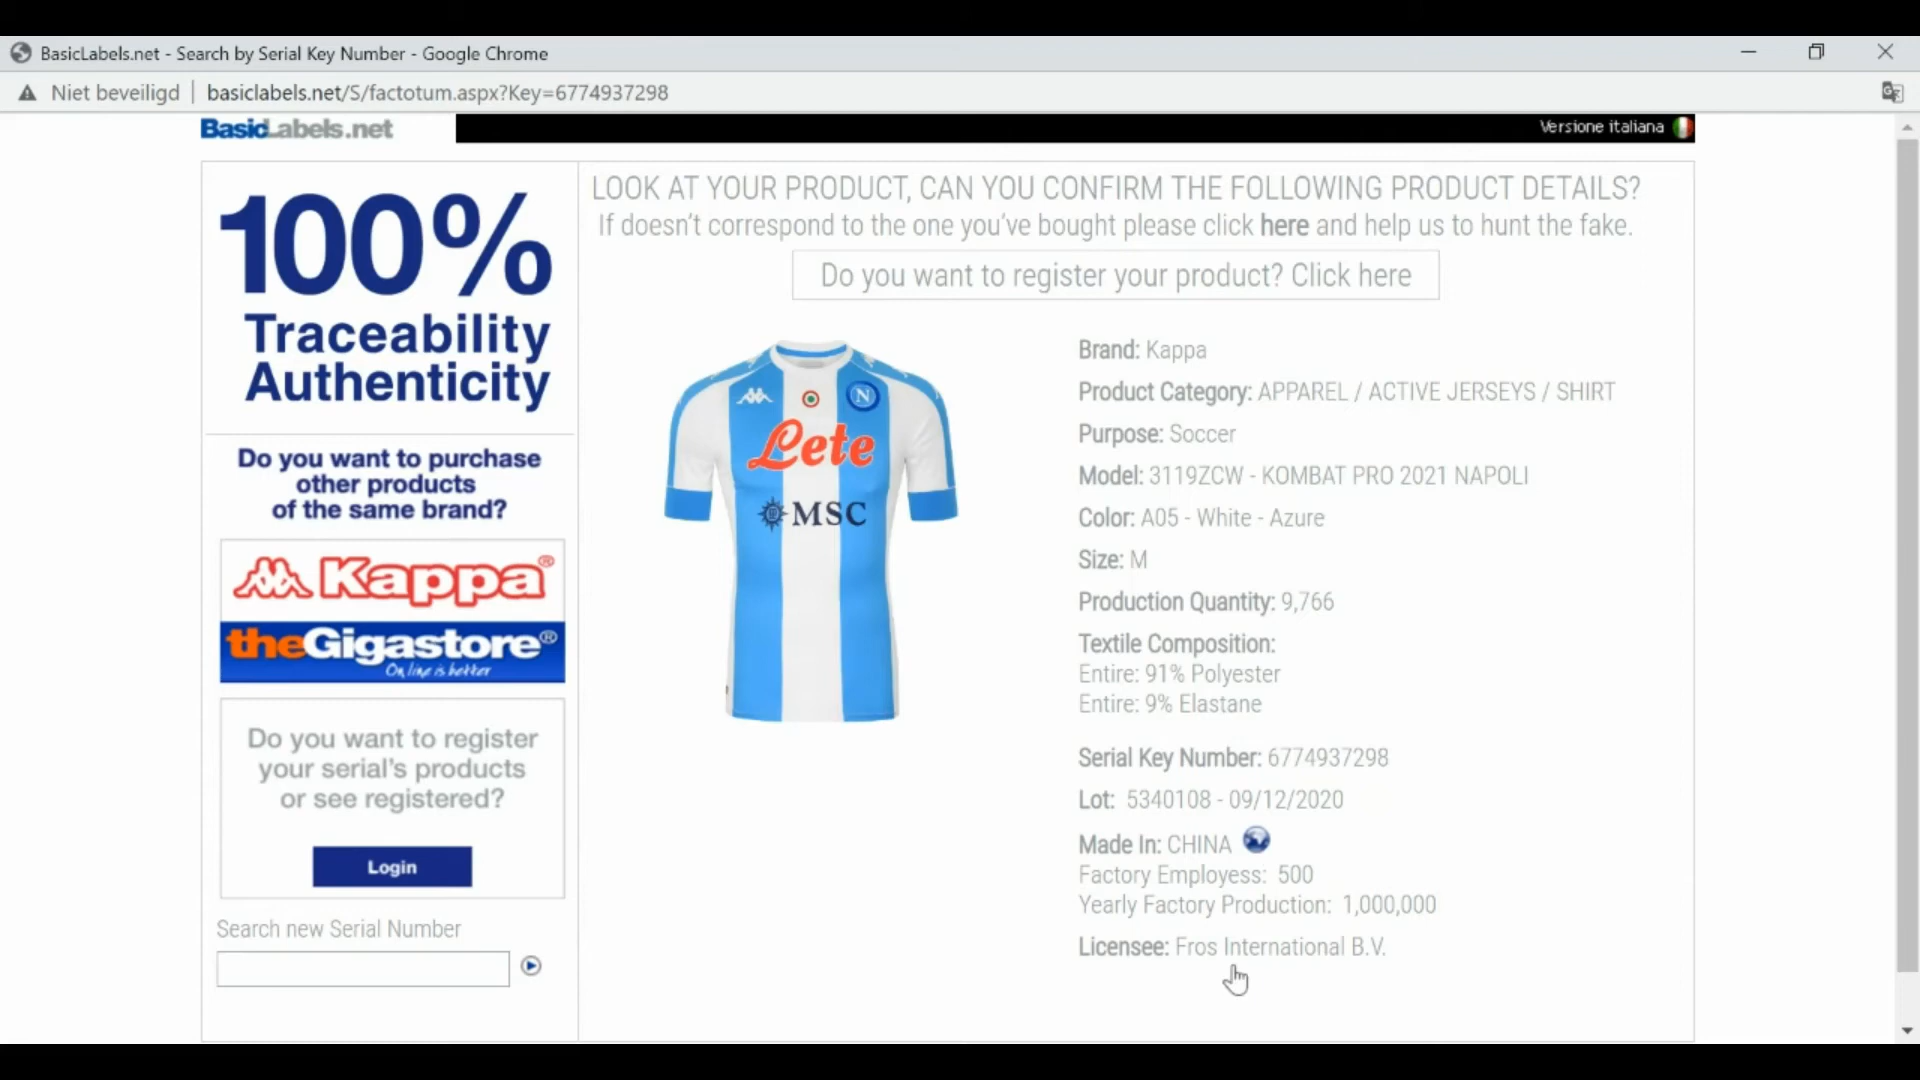 BasicLabels.net - Search by Serial Key Number - Google Chrome
Niet beveiligd
basiclabels.net/S/factotum.aspx?Key=6774937298
BasicLabels.net
Versione italiana
100%
Traceability
Authenticity
Do you want to purchase
other products
of the same brand?
Kappa®
theGigastore®
On line is better
Do you want to register
your serial's products
or see registered?
Login
Search new Serial Number
LOOK AT YOUR PRODUCT, CAN YOU CONFIRM THE FOLLOWING PRODUCT DETAILS?
If doesn't correspond to the one you've bought please click here and help us to hunt the fake.
Do you want to register your product? Click here
N
Lete
MSC
Brand: Kappa
Product Category: APPAREL / ACTIVE JERSEYS / SHIRT
Purpose: Soccer
Model: 3119ZCW - KOMBAT PRO 2021 NAPOLI
Color: A05 - White - Azure
Size: M
Production Quantity: 9,766
Textile Composition:
Entire: 91% Polyester
Entire: 9% Elastane
Serial Key Number: 6774937298
Lot: 5340108 - 09/12/2020
Made In: CHINA
Factory Employess: 500
Yearly Factory Production: 1,000,000
Licensee: Fros International B.V.